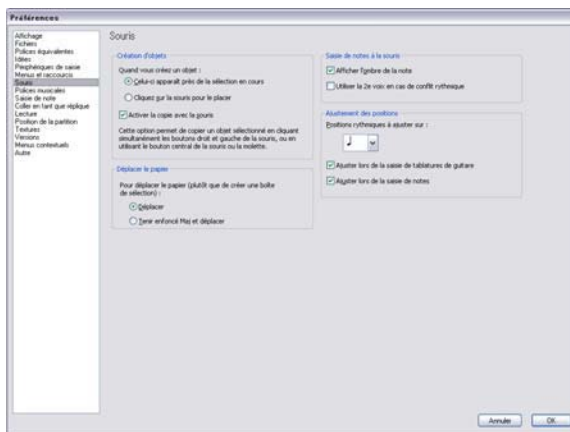 Préférences
Affichage
Fichiers
Polices équivalentes
Idées
Périphériques de saisie
Menus et raccourcis
Souris
Polices musicales
Saisie de note
Coller en tant que réplique
Lecture
Position de la partition
Textures
Versions
Menus contextuels
Autre
Souris
Création d'objets
Quand vous créez un objet :
Celui-ci apparaît près de la sélection en cours
Cliquez sur la souris pour le placer
Activer la copie avec la souris
Cette option permet de copier un objet sélectionné en cliquant
simultanément les boutons droit et gauche de la souris, ou en
utilisant le bouton central de la souris ou la molette.
Déplacer le papier
Pour déplacer le papier (plutôt que de créer une boîte
de sélection) :
Déplacer
Tenir enfoncé Maj et déplacer
Saisie de notes à la souris
Afficher l'ombre de la note
Utiliser la 2e voix en cas de conflit rythmique
Ajustement des positions
Positions rythmiques à ajuster sur :
Ajuster lors de la saisie de tablatures de guitare
Ajuster lors de la saisie de notes
Annuler
OK